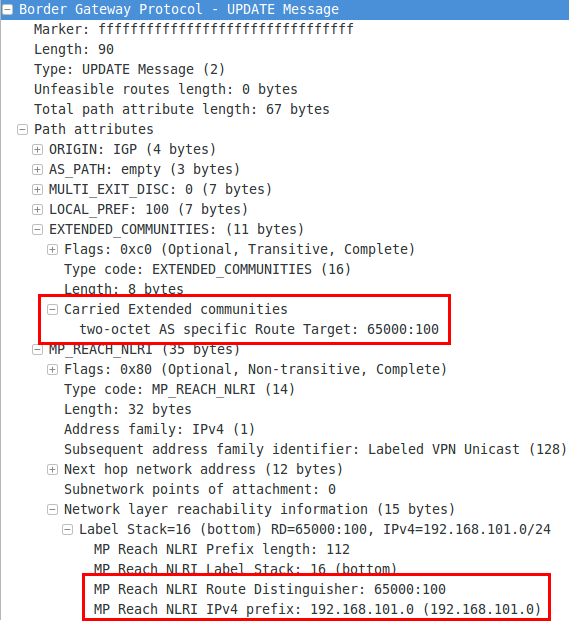 Border Gateway Protocol - UPDATE Message
Marker: ffffffffffffffffffffffffffffffff
Length: 90
Type: UPDATE Message (2)
Unfeasible routes length: 0 bytes
Total path attribute length: 67 bytes
Path attributes
ORIGIN: IGP (4 bytes)
AS_PATH: empty (3 bytes)
MULTI_EXIT_DISC: 0 (7 bytes)
LOCAL_PREF: 100 (7 bytes)
EXTENDED_COMMUNITIES: (11 bytes)
Flags: 0xc0 (Optional, Transitive, Complete)
Type code: EXTENDED_COMMUNITIES (16)
Length: 8 bytes
Carried Extended communities
two-octet AS specific Route Target: 65000:100
MP_REACH_NLRI (35 bytes)
Flags: 0x80 (Optional, Non-transitive, Complete)
Type code: MP_REACH_NLRI (14)
Length: 32 bytes
Address family: IPv4 (1)
Subsequent address family identifier: Labeled VPN Unicast (128)
Next hop network address (12 bytes)
Subnetwork points of attachment: 0
Network layer reachability information (15 bytes)
Label Stack=16 (bottom) RD=65000:100, IPv4=192.168.101.0/24
MP Reach NLRI Prefix length: 112
MP Reach NLRI Label Stack: 16 (bottom)
MP Reach NLRI Route Distinguisher: 65000:100
MP Reach NLRI IPv4 prefix: 192.168.101.0 (192.168.101.0)